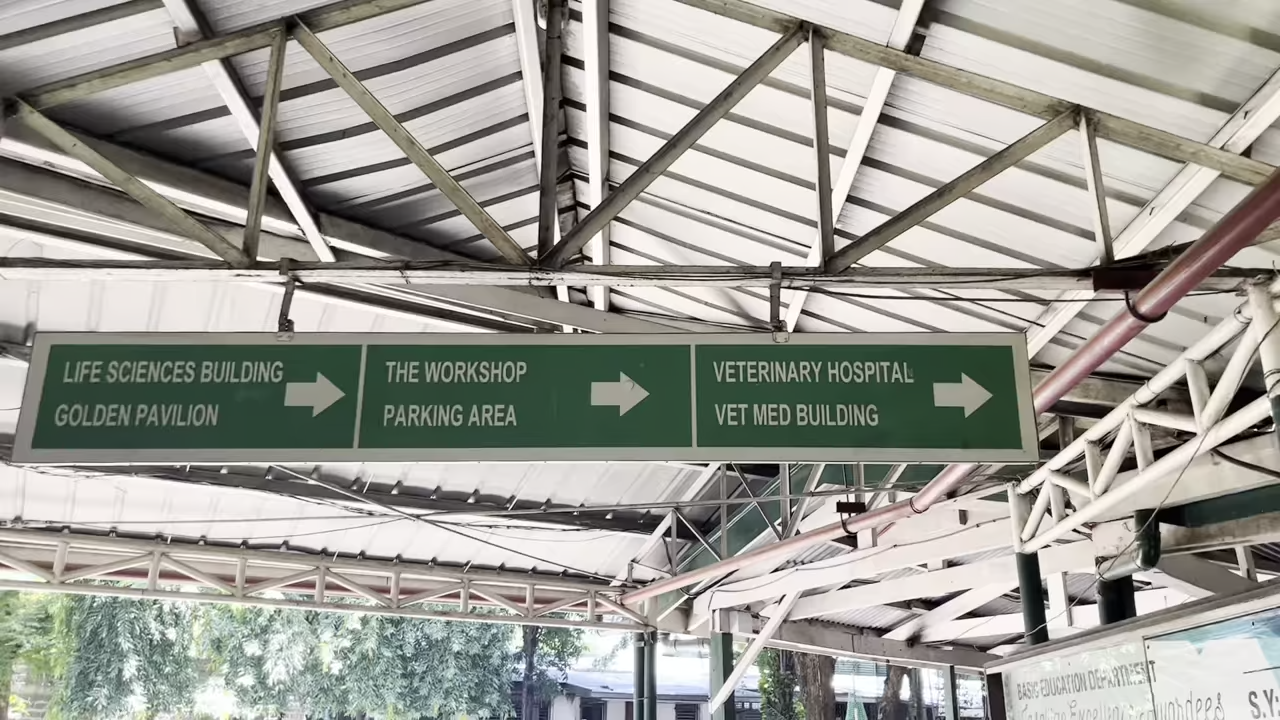 LIFE SCIENCES BUILDING
GOLDEN PAVILION
THE WORKSHOP
PARKING AREA
VETERINARY HOSPITAL
VET MED BUILDING
BASIC EDUCATION DEPARTMENT
S.Y